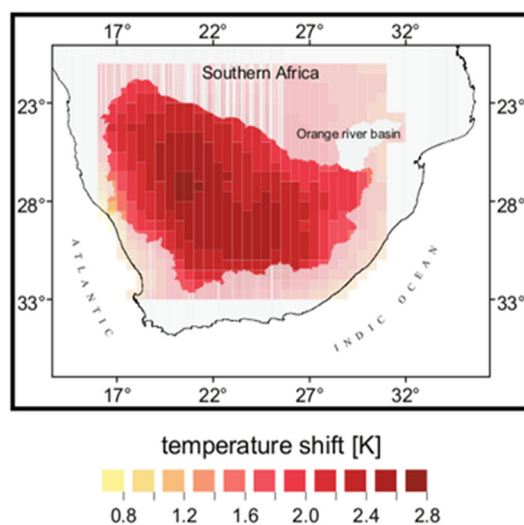 17° 22° 27° 32°
Southern Africa
23° 23°
Orange river basin
28° 28°
ATLANTIC
INDIC OCEAN
33° 33°
17° 22° 27° 32°
temperature shift [K]
0.8 1.2 1.6 2.0 2.4 2.8